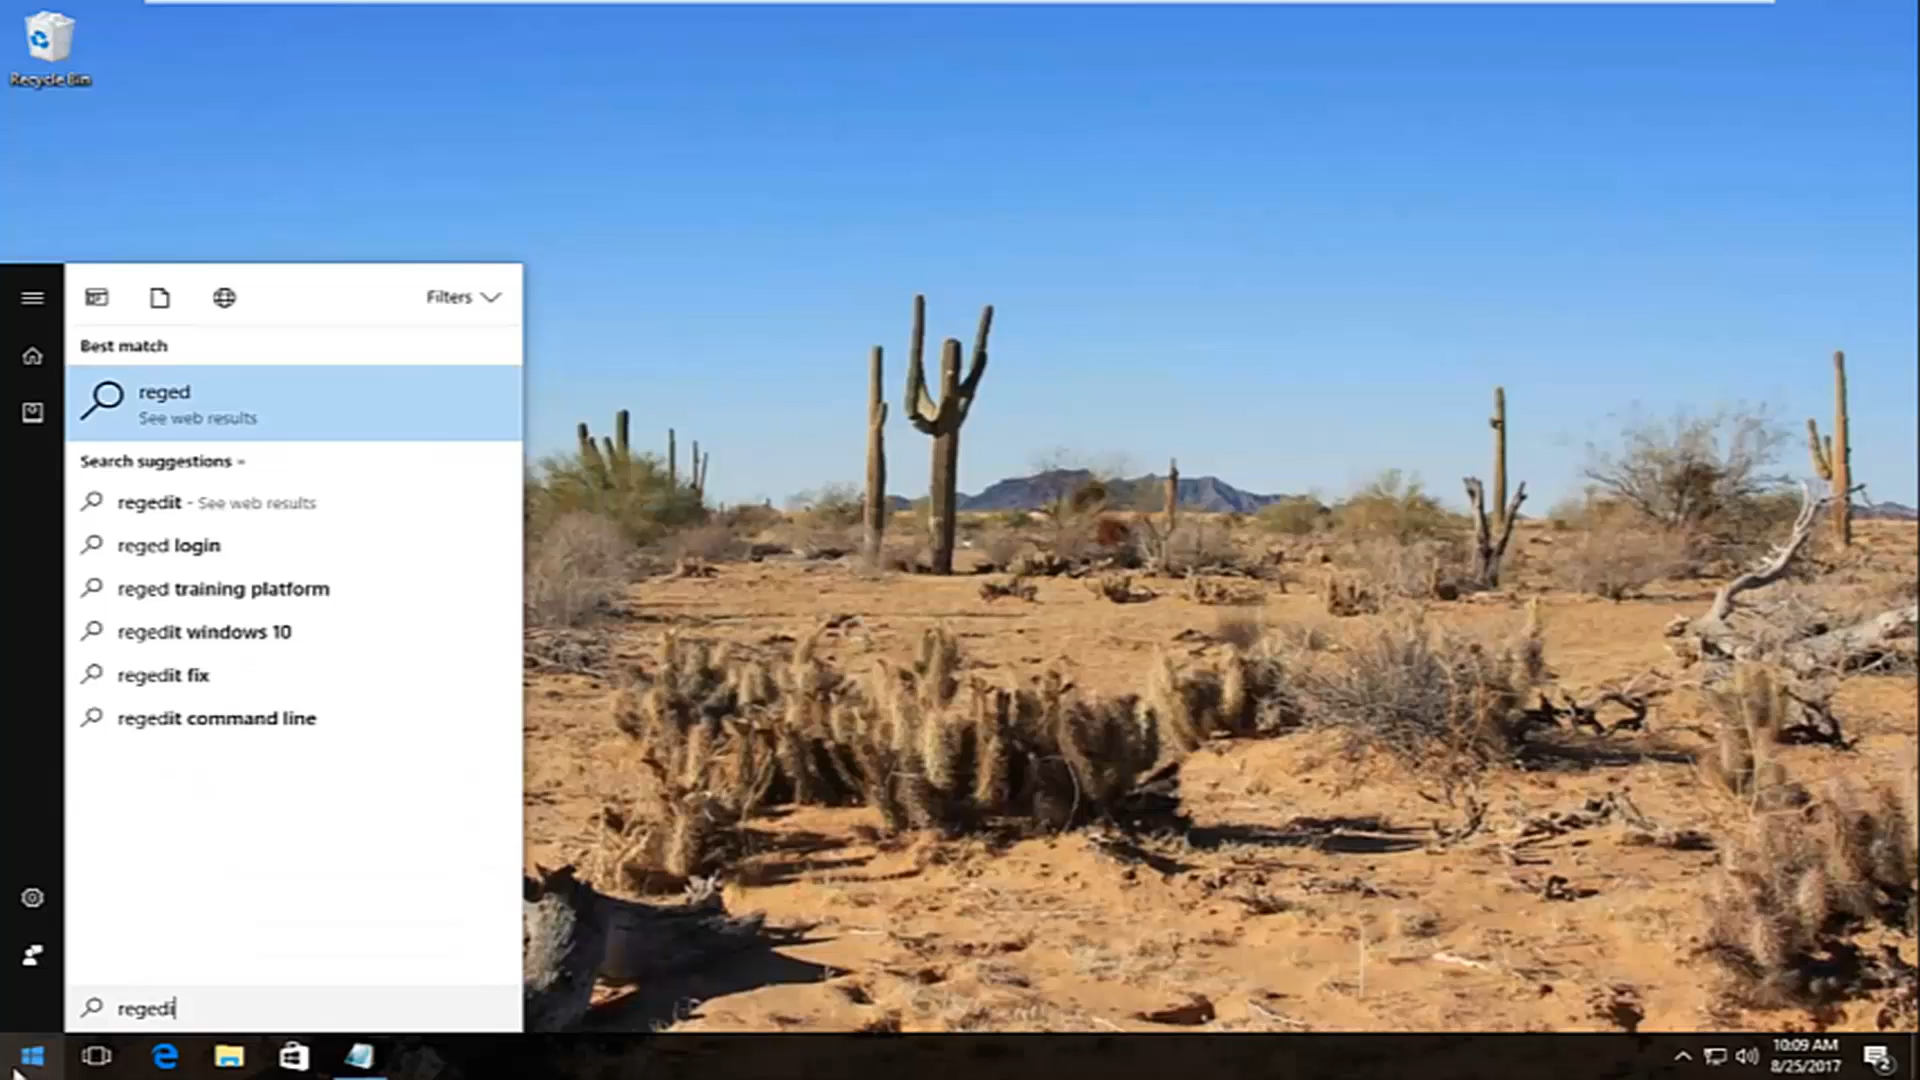 Recycle Bin
Filters
Best match
reged
See web results
Search suggestions
regedit - See web results
reged login
reged training platform
regedit windows 10
regedit fix
regedit command line
regedi
10:09 AM
8/25/2017
2